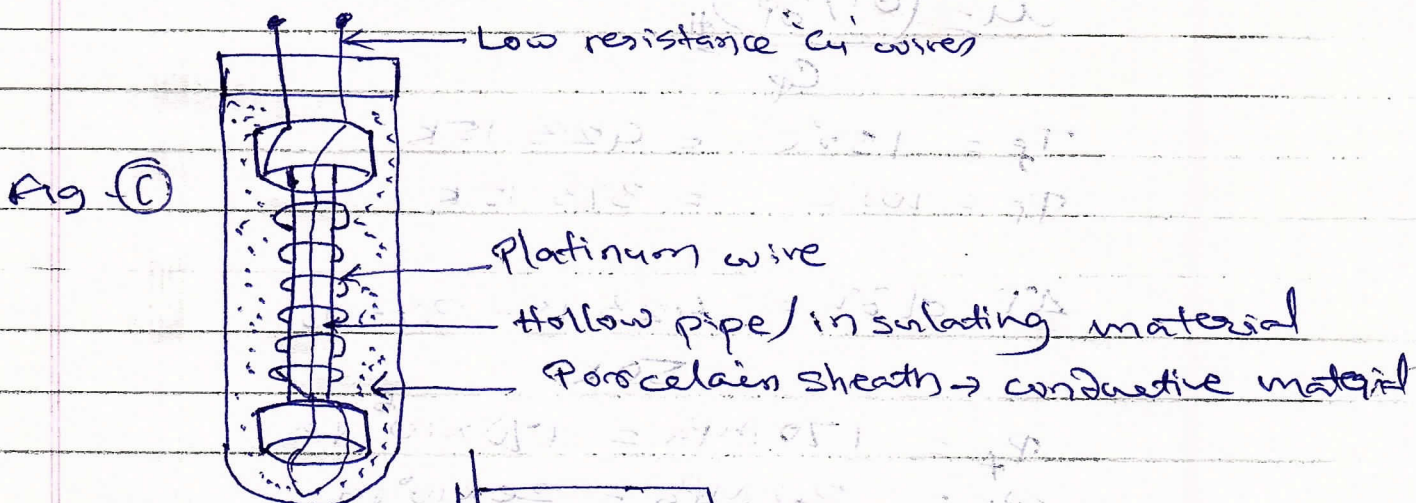 Low resistance 'Cu' wires
Fig-Ⓒ
Platinum wire
Hollow pipe/insulating material
Porcelain sheath → conductive material